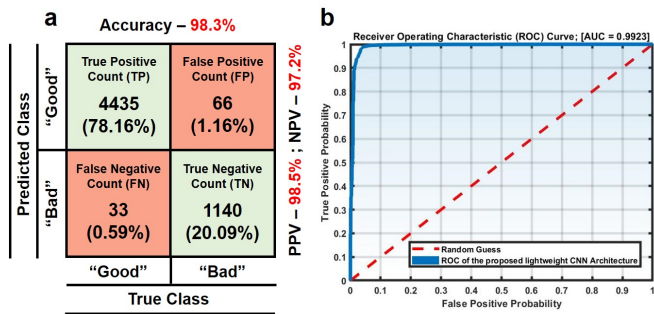 a
Accuracy – 98.3%
Predicted Class
"Good"
"Bad"
True Positive
Count (TP)
4435
(78.16%)
False Positive
Count (FP)
66
(1.16%)
False Negative
Count (FN)
33
(0.59%)
True Negative
Count (TN)
1140
(20.09%)
PPV – 98.5% ; NPV – 97.2%
"Good"
"Bad"
True Class
b
Receiver Operating Characteristic (ROC) Curve; [AUC = 0.9923]
True Positive Probability
1
0.9
0.8
0.7
0.6
0.5
0.4
0.3
0.2
0.1
0
Random Guess
ROC of the proposed lightweight CNN Architecture
0 0.1 0.2 0.3 0.4 0.5 0.6 0.7 0.8 0.9 1
False Positive Probability